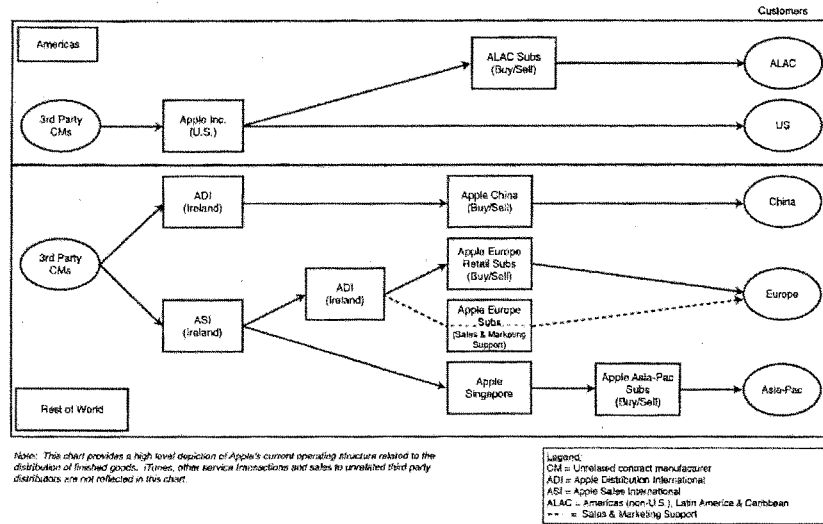 Customers
Americas
ALAC Subs
(Buy/Sell)
ALAC
3rd Party
CMs
Apple Inc.
(U.S.)
US
ADI
(Ireland)
Apple China
(Buy/Sell)
China
3rd Party
CMs
Apple Europe
Retail Subs
(Buy/Sell)
ADI
(Ireland)
Europe
ASI
(Ireland)
Apple Europe
Subs
(Sales & Marketing
Support)
Apple
Singapore
Apple Asia-Pac
Subs
(Buy/Sell)
Asia-Pac
Rest of World
Note: This chart provides a high level depiction of Apple's current operating structure related to the
distribution of finished goods. iTunes, other service transactions and sales to unrelated third party
distributors are not reflected in this chart.
Legend:
CM = Unrelated contract manufacturer
ADI = Apple Distribution International
ASI = Apple Sales International
ALAC = Americas (non-U.S.), Latin America & Caribbean
--- = Sales & Marketing Support